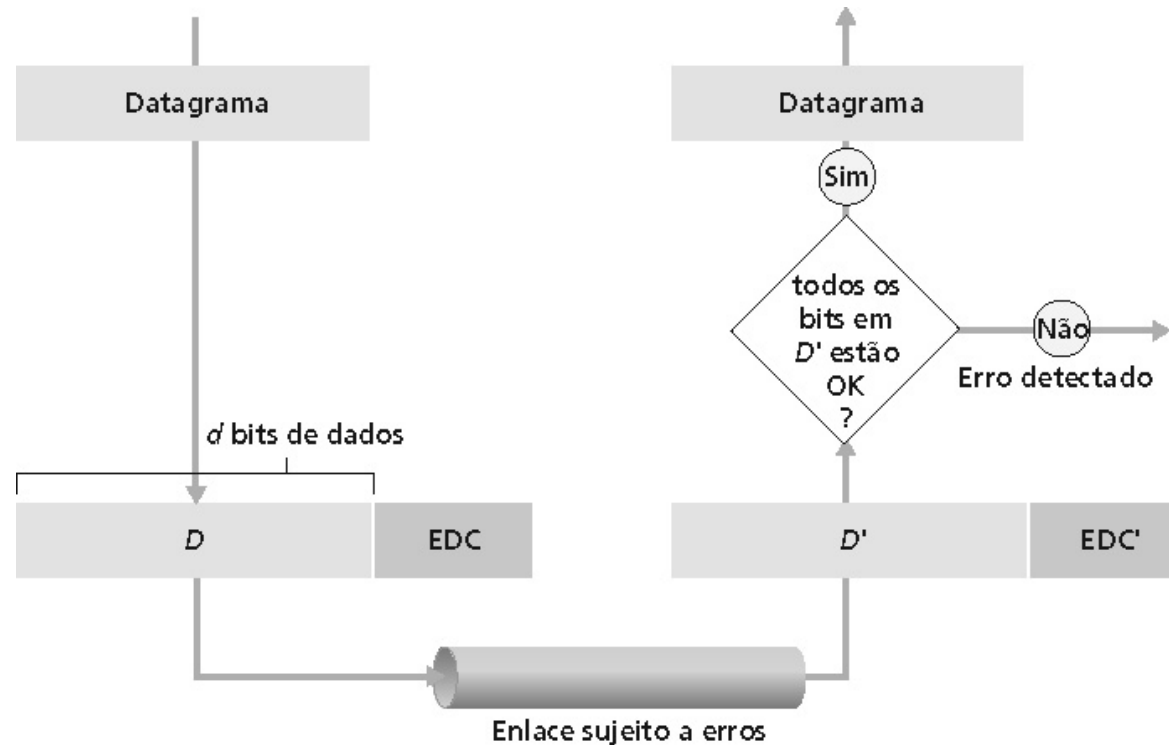 Datagrama
Datagrama
Sim
todos os
bits em
D' estão
OK
?
Não
Erro detectado
d bits de dados
D
EDC
D'
EDC'
Enlace sujeito a erros